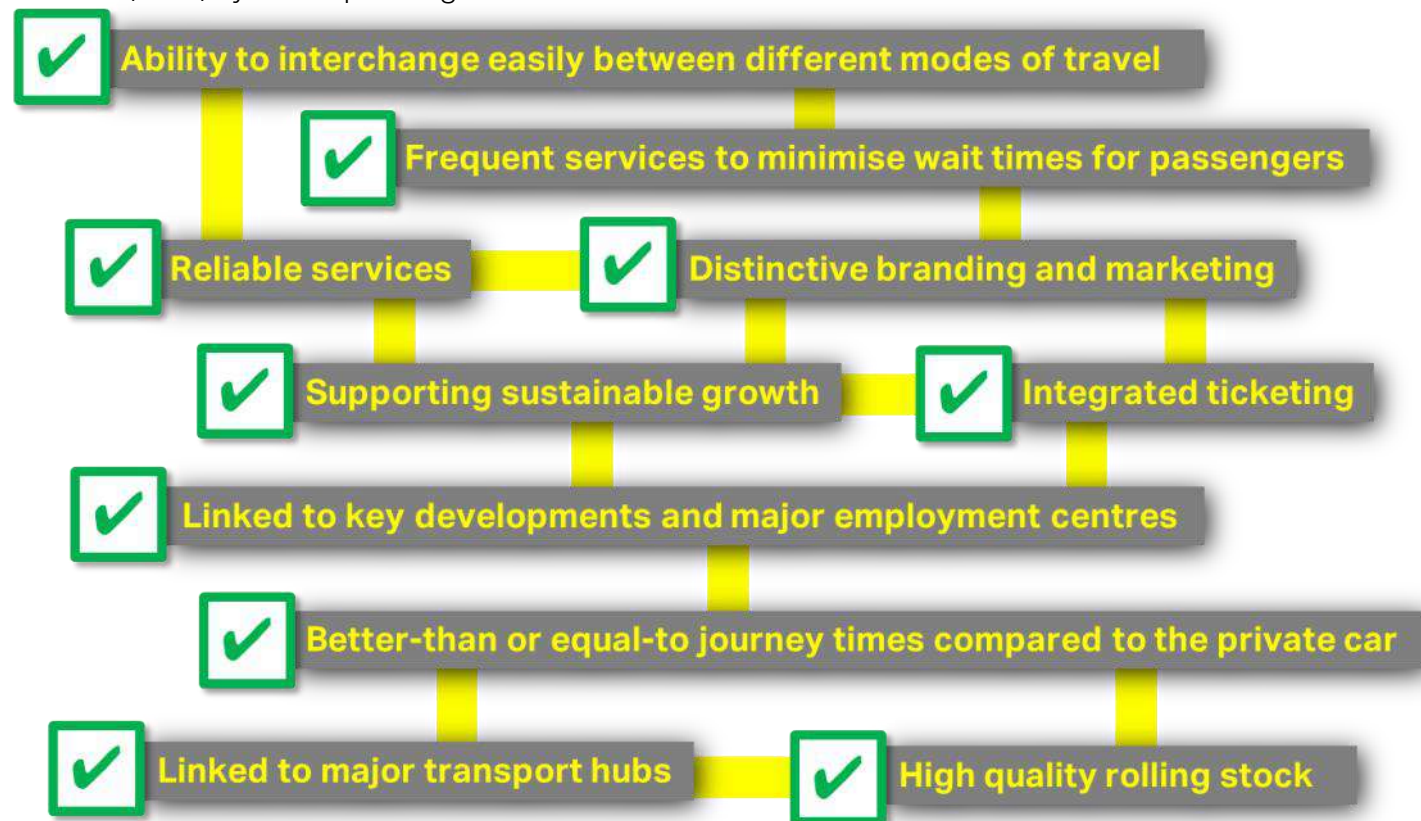 Ability to interchange easily between different modes of travel
Frequent services to minimise wait times for passengers
Reliable services
Distinctive branding and marketing
Supporting sustainable growth
Integrated ticketing
Linked to key developments and major employment centres
Better-than or equal-to journey times compared to the private car
Linked to major transport hubs
High quality rolling stock